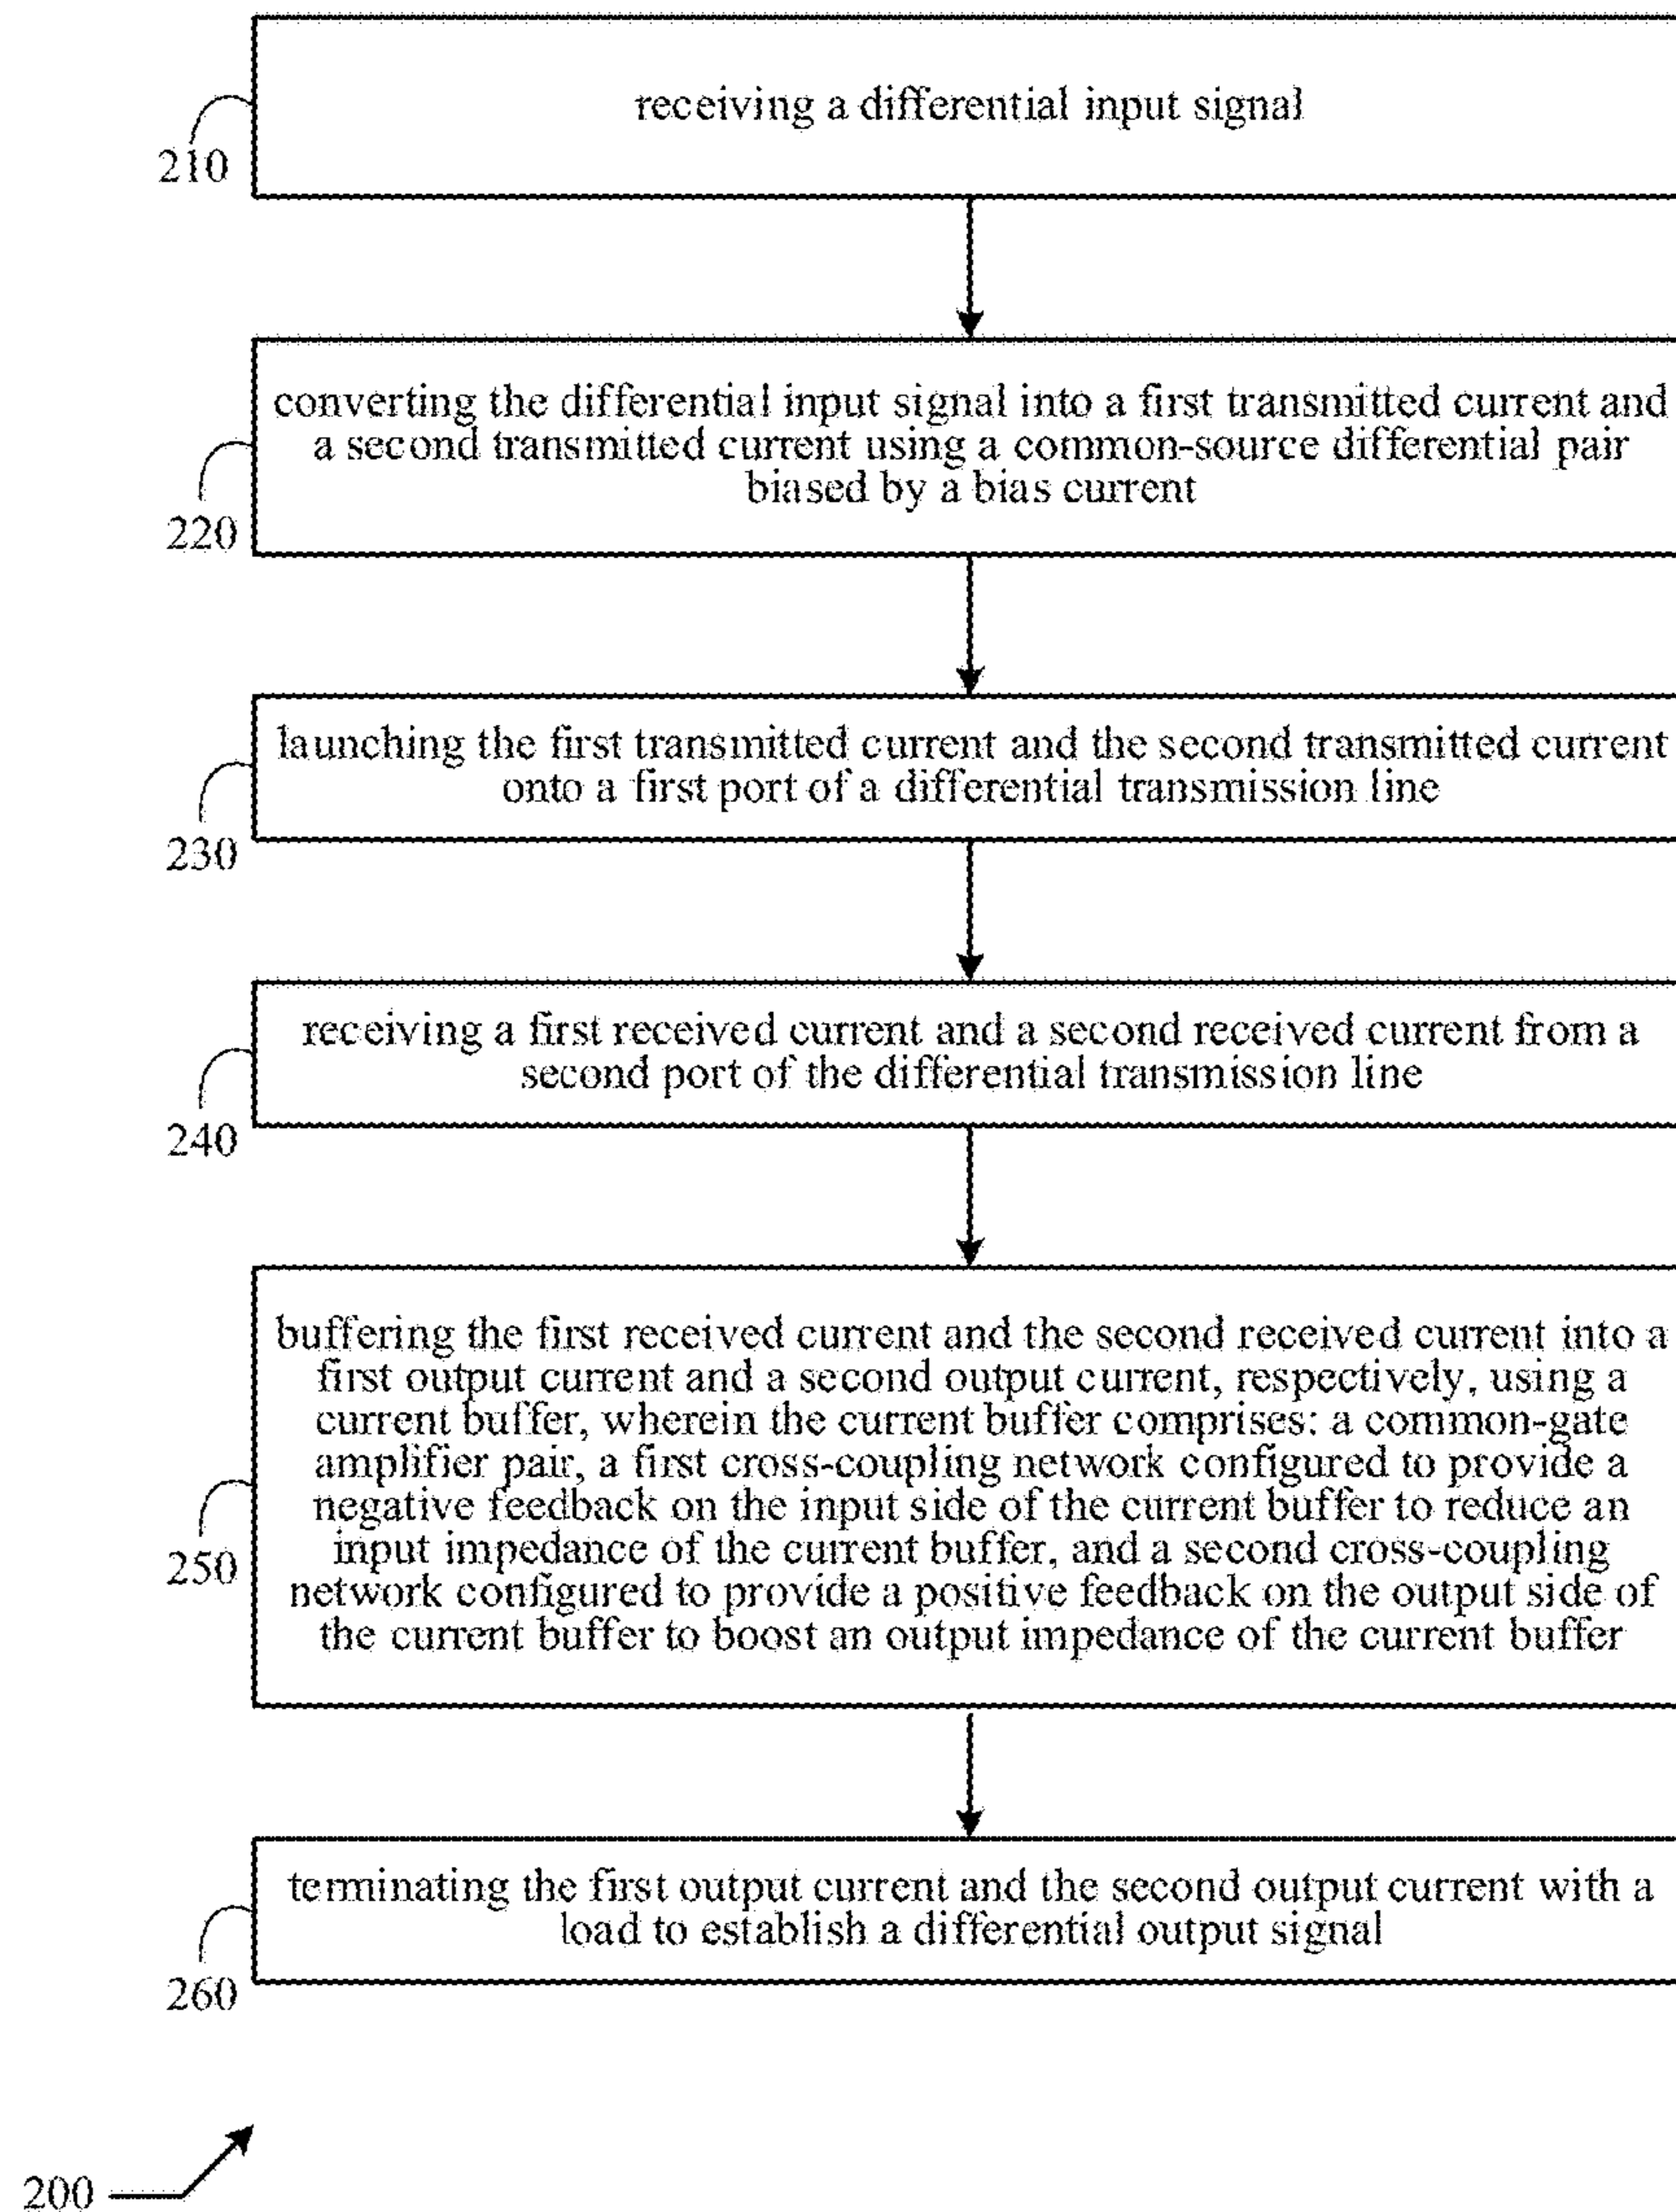 receiving a differential input signal
210
converting the differential input signal into a first transmitted current and
a second transmitted current using a common-source differential pair
biased by a bias current
220
launching the first transmitted current and the second transmitted current
onto a first port of a differential transmission line
230
receiving a first received current and a second received current from a
second port of the differential transmission line
240
buffering the first received current and the second received current into a
first output current and a second output current, respectively, using a
current buffer, wherein the current buffer comprises: a common-gate
amplifier pair, a first cross-coupling network configured to provide a
negative feedback on the input side of the current buffer to reduce an
input impedance of the current buffer, and a second cross-coupling
network configured to provide a positive feedback on the output side of
the current buffer to boost an output impedance of the current buffer
250
terminating the first output current and the second output current with a
load to establish a differential output signal
260
200